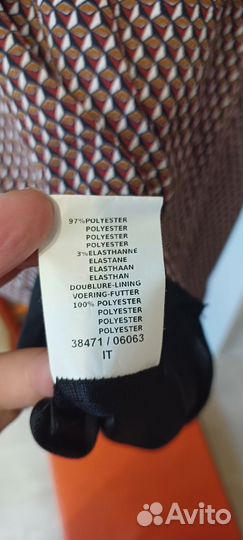 97%POLYESTER
POLYESTER
POLYESTER
POLYESTER
3%ELASTHANNE
ELASTANE
ELASTHAAN
ELASTHAN
DOUBLURE-LINING
VOERING-FUTTER
100% POLYESTER
POLYESTER
POLYESTER
POLYESTER
38471 / 06063
IT
Avito